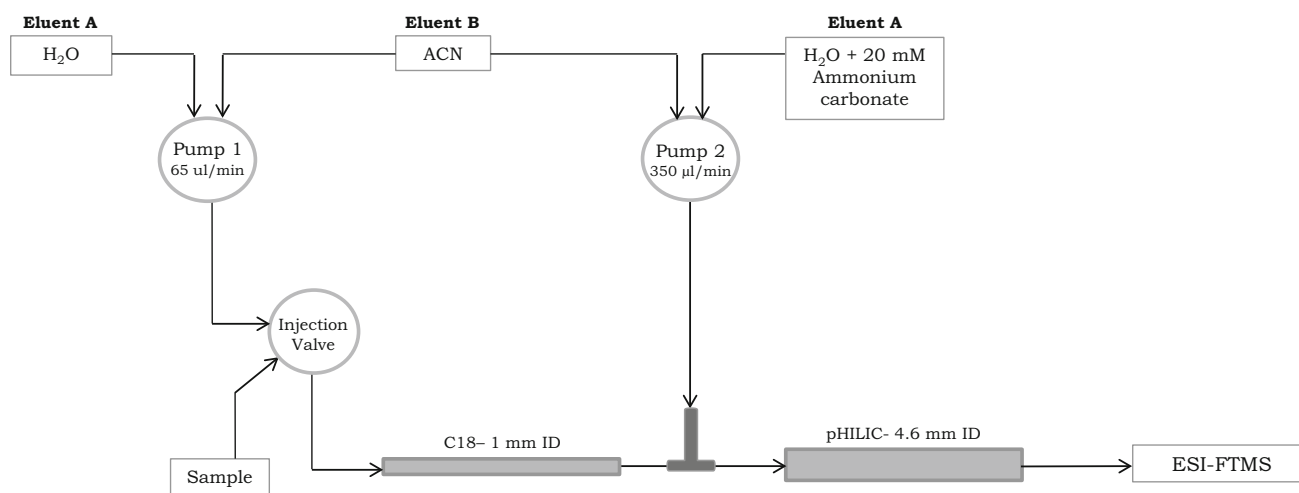 Eluent A
H₂O
Eluent B
ACN
Eluent A
H₂O + 20 mM
Ammonium
carbonate
Pump 1
65 ul/min
Pump 2
350 µl/min
Injection
Valve
Sample
C18– 1 mm ID
pHILIC- 4.6 mm ID
ESI-FTMS